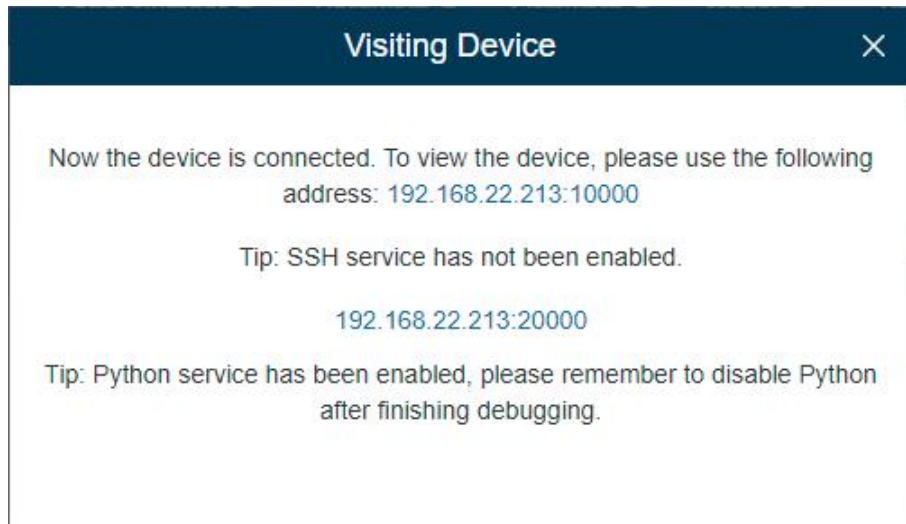 Visiting Device
Now the device is connected. To view the device, please use the following
address: 192.168.22.213:10000
Tip: SSH service has not been enabled.
192.168.22.213:20000
Tip: Python service has been enabled, please remember to disable Python
after finishing debugging.